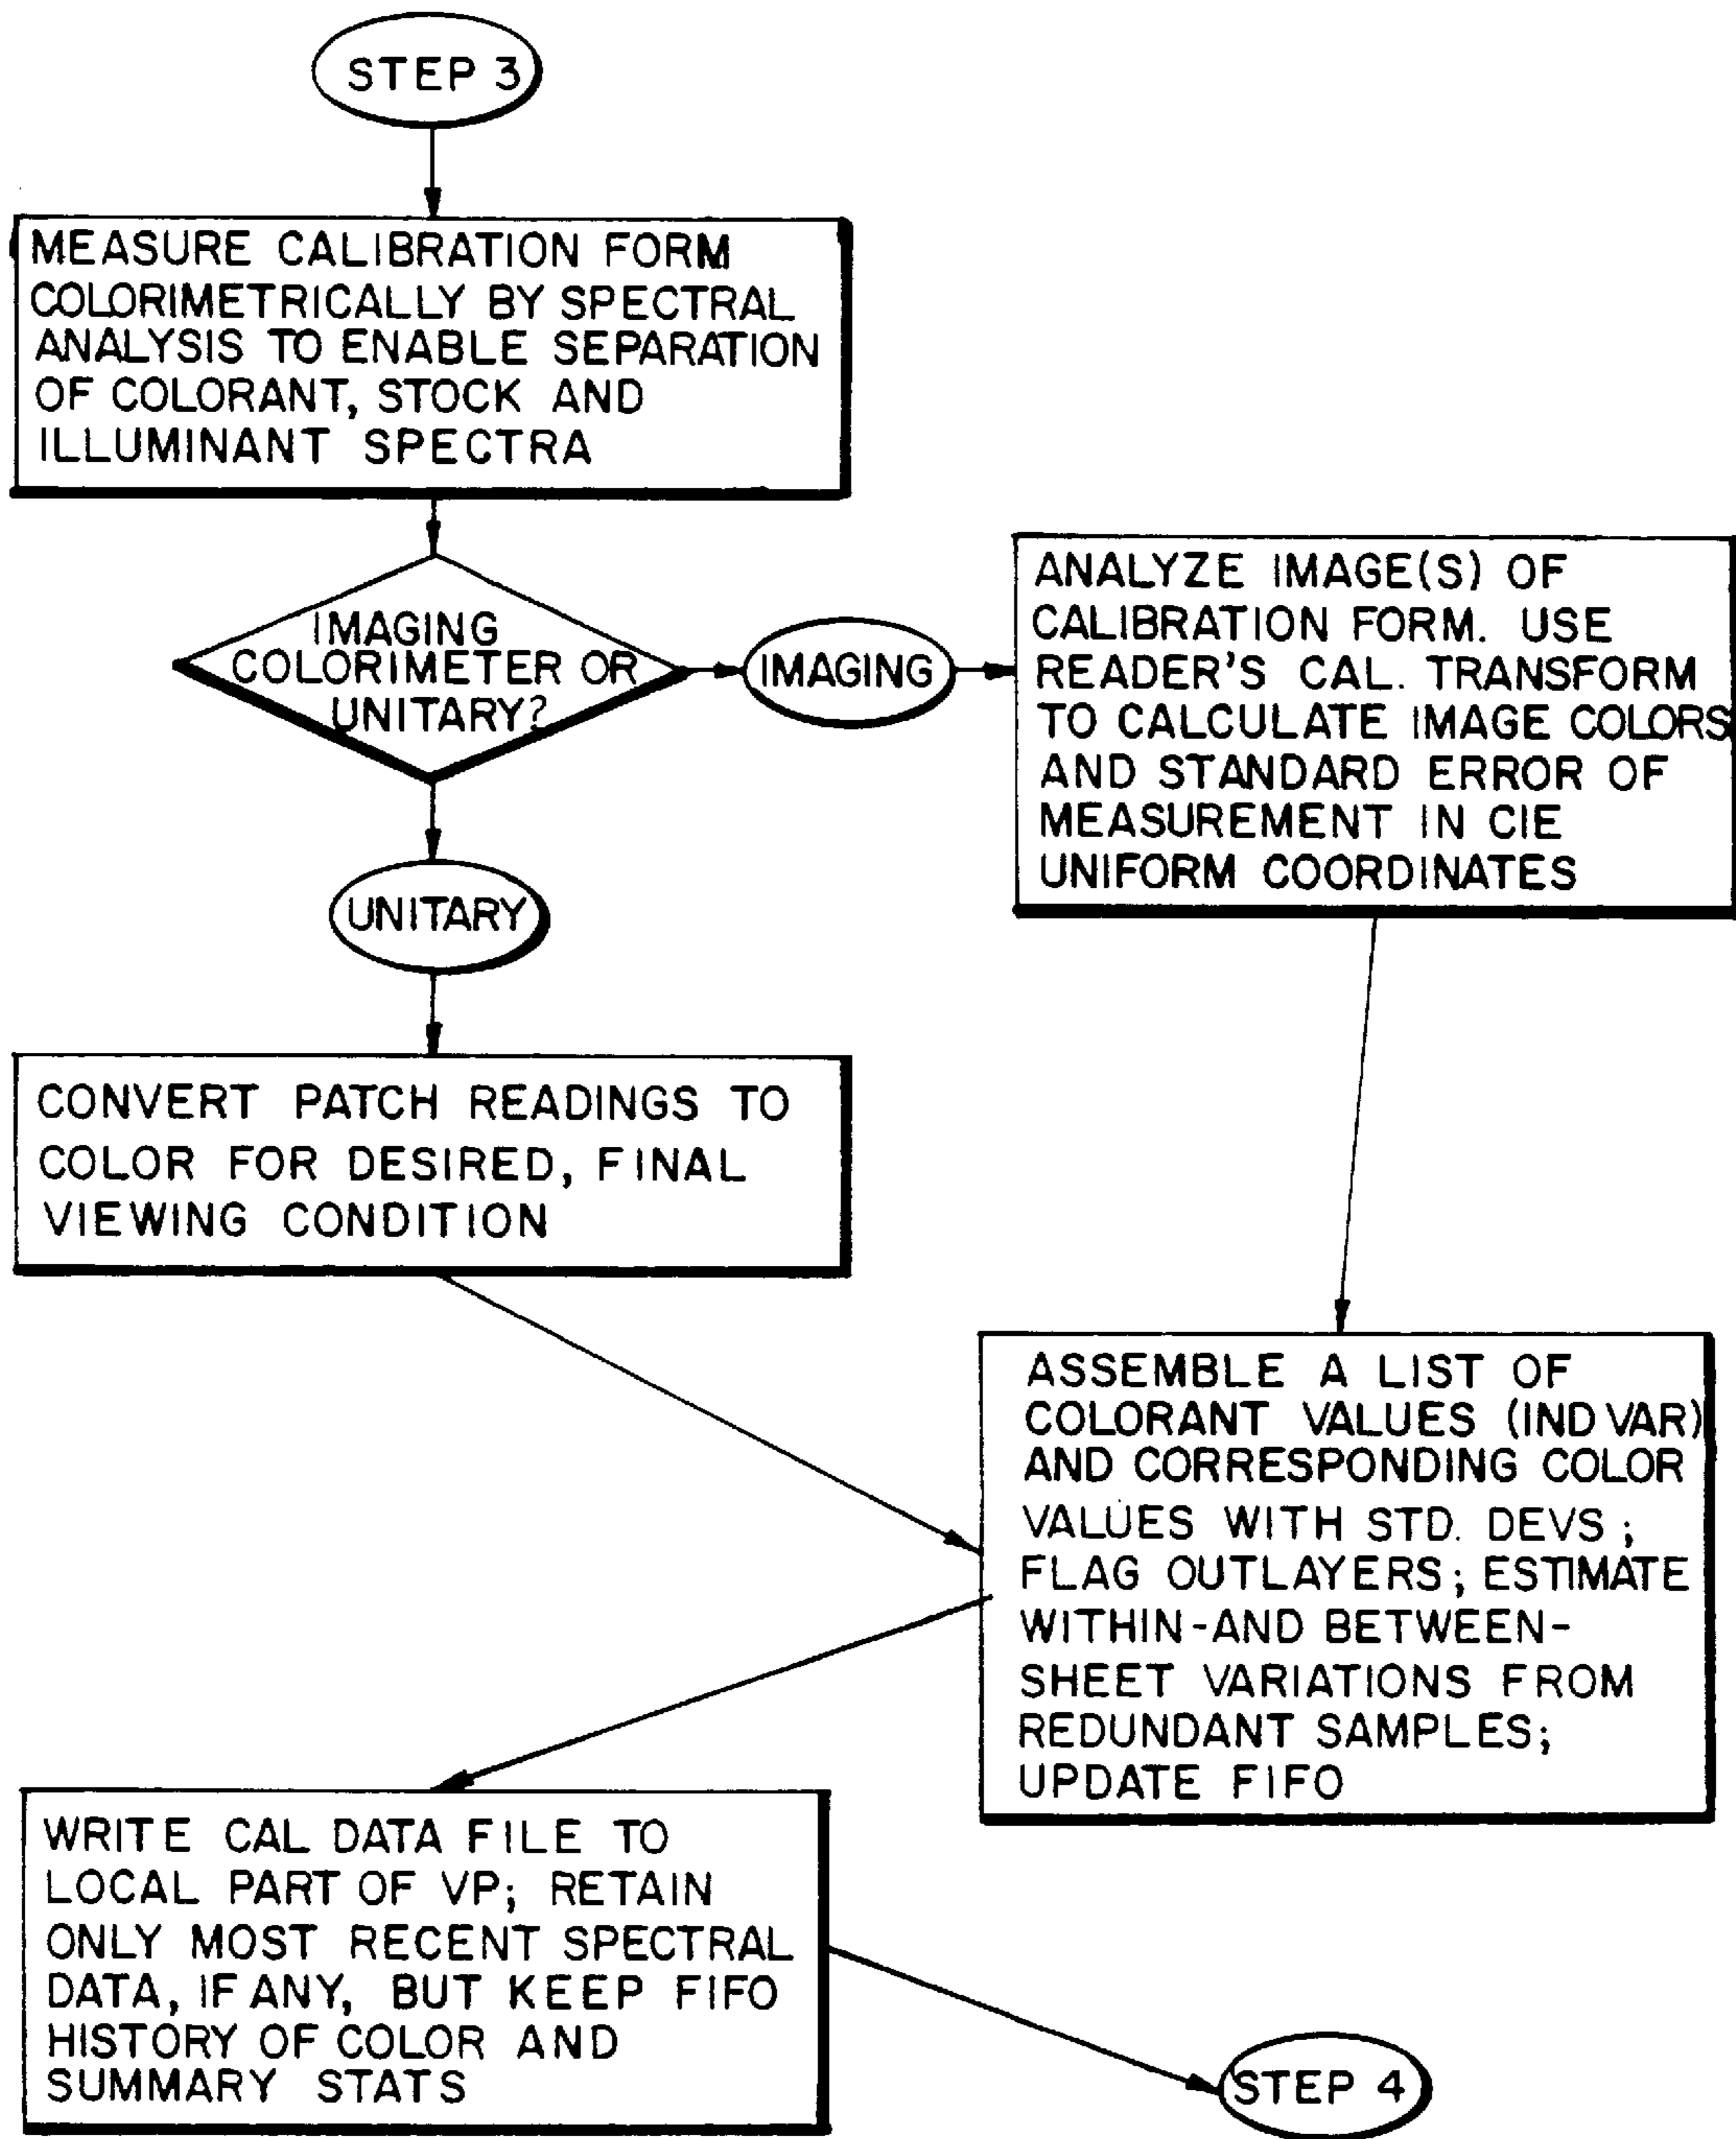 STEP 3
MEASURE CALIBRATION FORM
COLORIMETRICALLY BY SPECTRAL
ANALYSIS TO ENABLE SEPARATION
OF COLORANT, STOCK AND
ILLUMINANT SPECTRA
IMAGING
COLORIMETER OR
UNITARY?
IMAGING
ANALYZE IMAGE(S) OF
CALIBRATION FORM. USE
READER'S CAL. TRANSFORM
TO CALCULATE IMAGE COLORS
AND STANDARD ERROR OF
MEASUREMENT IN CIE
UNIFORM COORDINATES
UNITARY
CONVERT PATCH READINGS TO
COLOR FOR DESIRED, FINAL
VIEWING CONDITION
ASSEMBLE A LIST OF
COLORANT VALUES (IND VAR)
AND CORRESPONDING COLOR
VALUES WITH STD. DEVS;
FLAG OUTLAYERS; ESTIMATE
WITHIN-AND BETWEEN-
SHEET VARIATIONS FROM
REDUNDANT SAMPLES;
UPDATE FIFO
WRITE CAL DATA FILE TO
LOCAL PART OF VP; RETAIN
ONLY MOST RECENT SPECTRAL
DATA, IF ANY, BUT KEEP FIFO
HISTORY OF COLOR AND
SUMMARY STATS
STEP 4